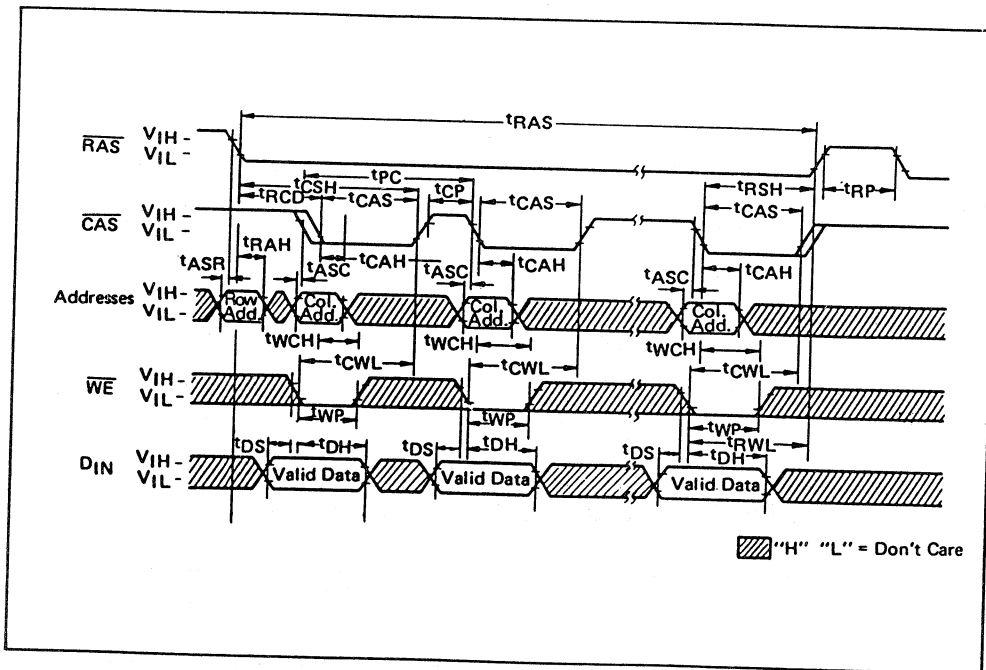 tRAS
RAS VIH
VIL
tPC
tCSH tRSH
tRCD tCAS tCP tCAS tCAS tRP
CAS VIH
VIL
tRAH
tASR tASC tCAH tASC tCAH tASC tCAH
Addresses VIH
VIL
Row Add. Col. Add. Col. Add. Col. Add.
tWCH tWCH tWCH
tCWL tCWL tCWL
WE VIH
VIL
tWP tWP tWP
tRWL
tDS tDH tDS tDH tDS tDH
DIN VIH
VIL
Valid Data Valid Data Valid Data
"H" "L" = Don't Care